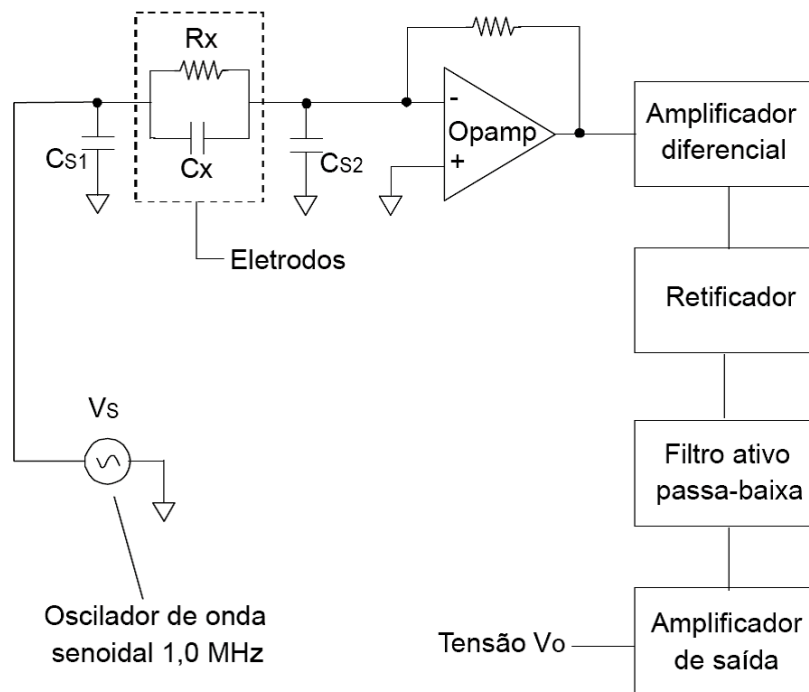 Rx
Cx
CS1
CS2
-
Opamp
+
Eletrodos
Amplificador
diferencial
Retificador
Filtro ativo
passa-baixa
Amplificador
de saída
Tensão Vo
VS
Oscilador de onda
senoidal 1,0 MHz